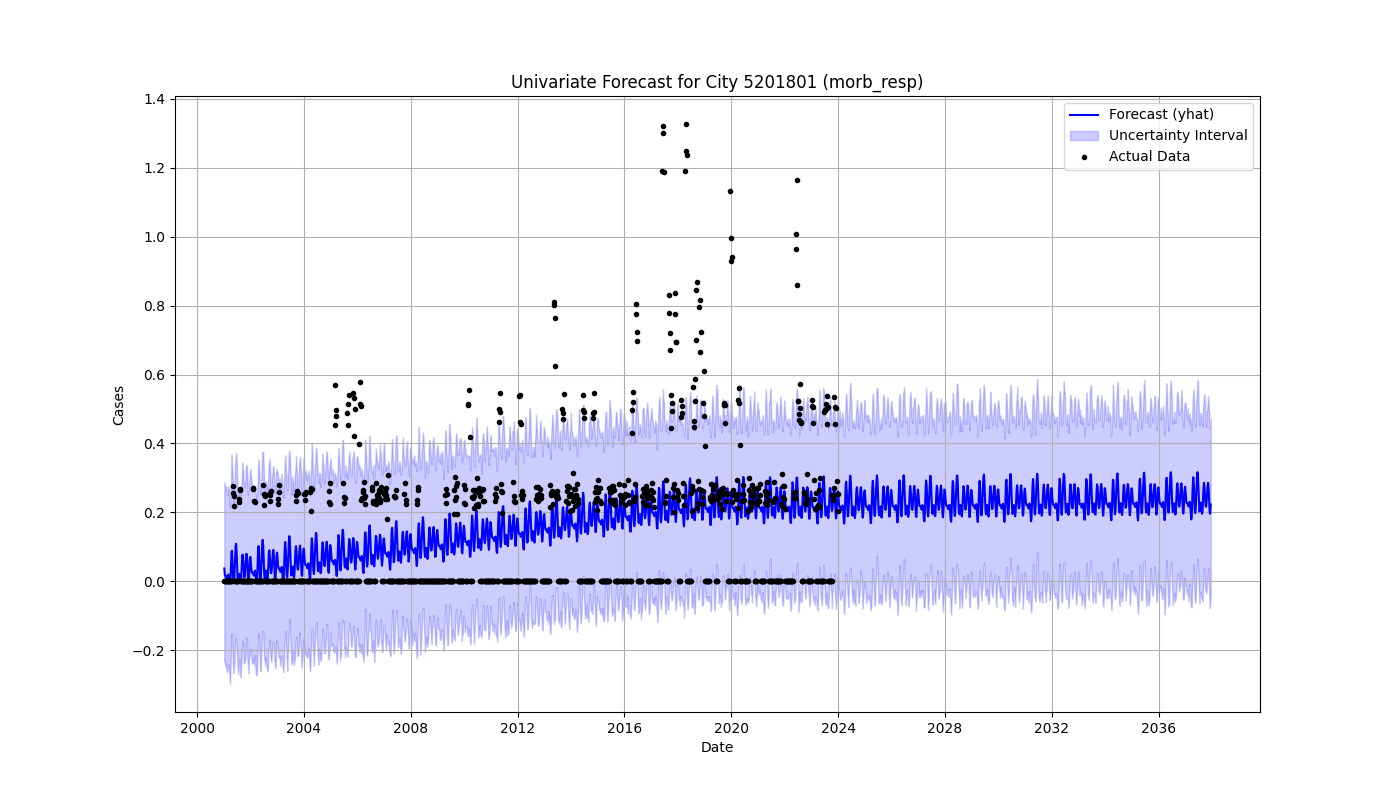 Univariate Forecast for City 5201801 (morb_resp)
Forecast (yhat)
Uncertainty Interval
Actual Data
Cases
1.4
1.2
1.0
0.8
0.6
0.4
0.2
0.0
−0.2
2000 2004 2008 2012 2016 2020 2024 2028 2032 2036
Date